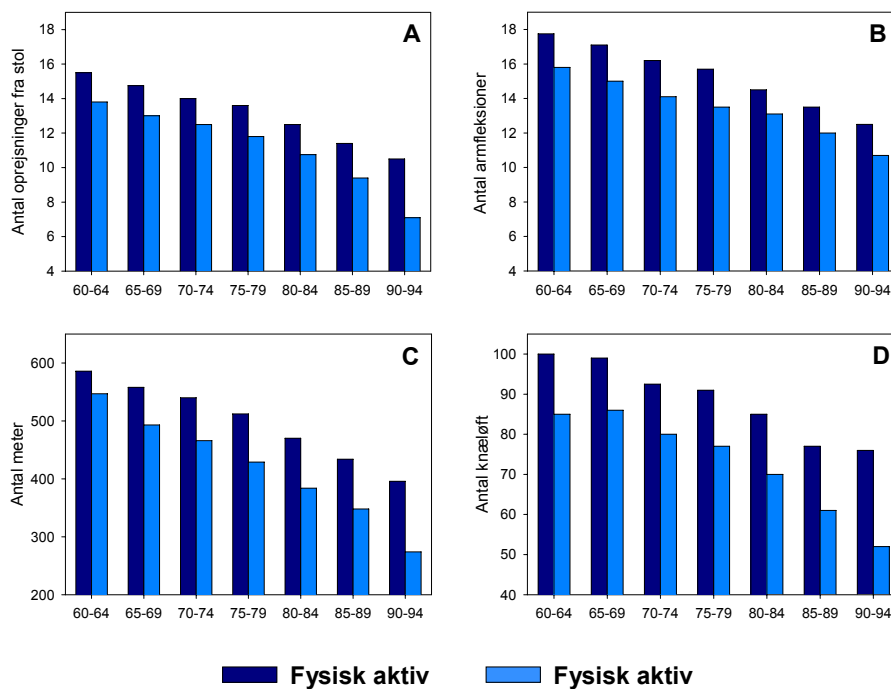 A
Antal oprejsninger fra stol
18
16
14
12
10
8
6
4
60-64 65-69 70-74 75-79 80-84 85-89 90-94
B
Antal armfleksioner
18
16
14
12
10
8
6
4
60-64 65-69 70-74 75-79 80-84 85-89 90-94
C
Antal meter
600
500
400
300
200
60-64 65-69 70-74 75-79 80-84 85-89 90-94
D
Antal knæløft
100
90
80
70
60
50
40
60-64 65-69 70-74 75-79 80-84 85-89 90-94
Fysisk aktiv Fysisk aktiv